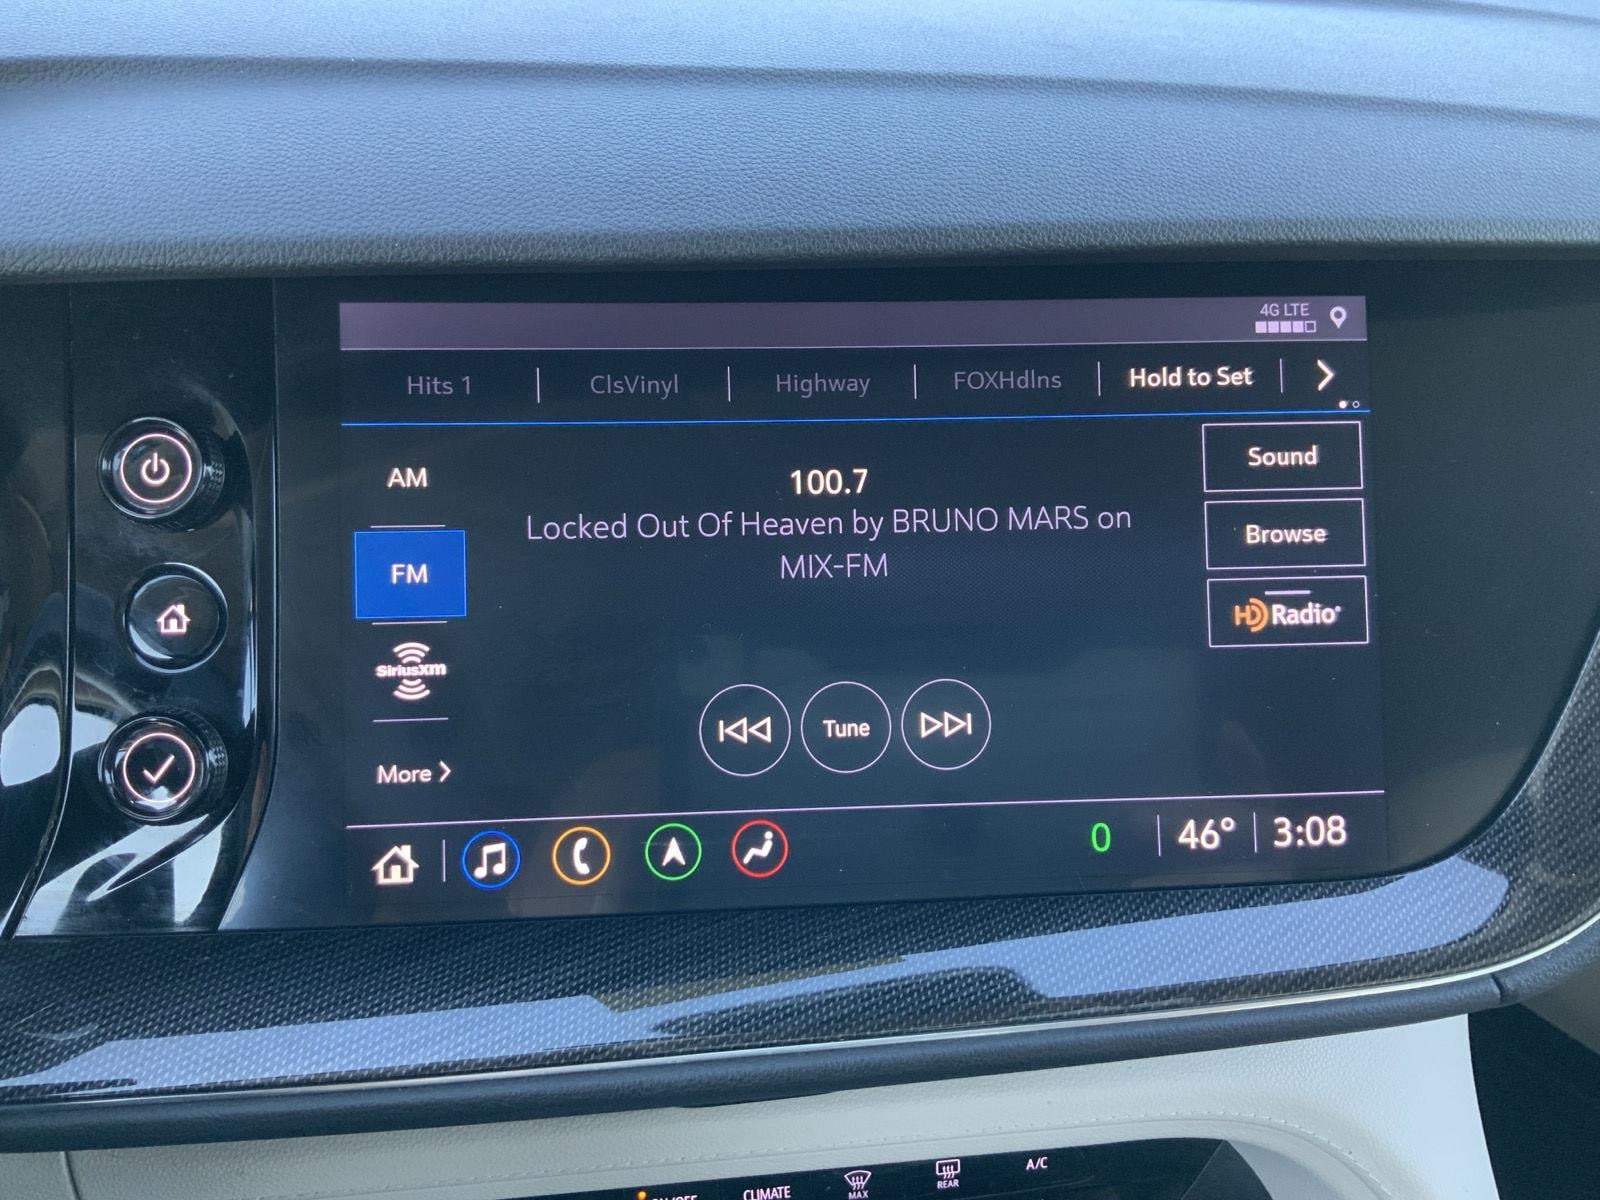 4G LTE
Hits 1
ClsVinyl
Highway
FOXHdlns
Hold to Set
AM
FM
SiriusXM
More
100.7
Locked Out Of Heaven by BRUNO MARS on
MIX-FM
Sound
Browse
HD Radio
Tune
0
46°
3:08
CLIMATE
MAX
REAR
A/C